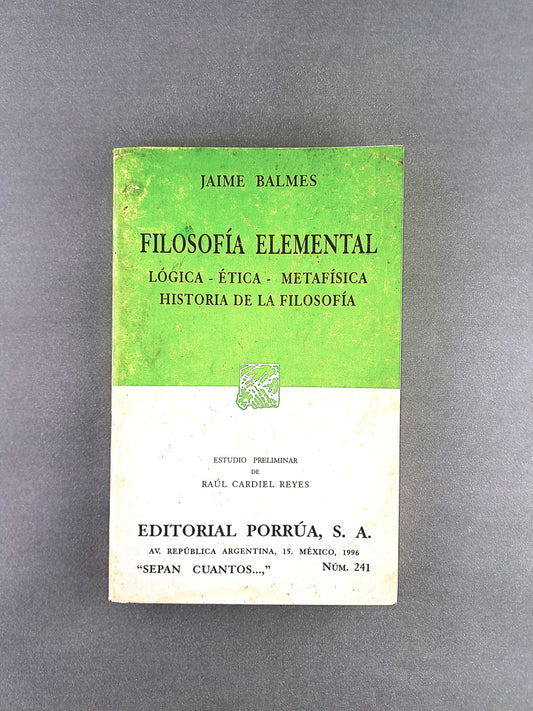 JAIME BALMES
FILOSOFÍA ELEMENTAL
LÓGICA - ÉTICA - METAFÍSICA
HISTORIA DE LA FILOSOFÍA
ESTUDIO PRELIMINAR
DE
RAÚL CARDIEL REYES
EDITORIAL PORRÚA, S. A.
AV. REPÚBLICA ARGENTINA, 15. MÉXICO, 1996
"SEPAN CUANTOS...," NÚM. 241